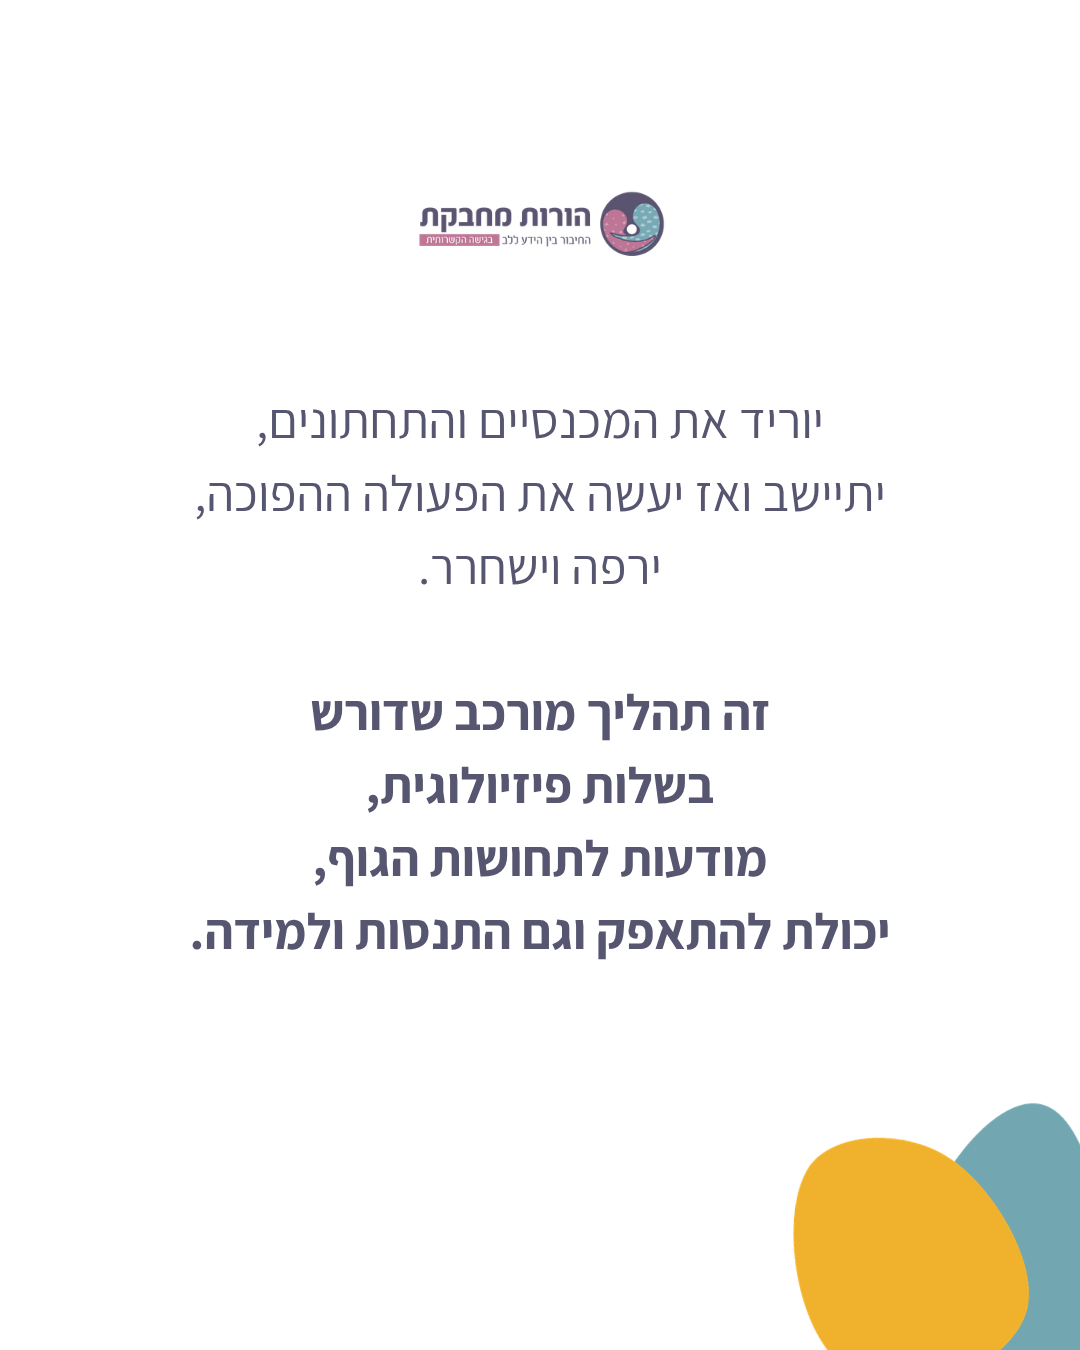 הורות מחבקת
החיבור בין הידע ללב בגישה הקשרותית
יוריד את המכנסיים והתחתונים,
יתיישב ואז יעשה את הפעולה ההפוכה,
ירפה וישחרר.
זה תהליך מורכב שדורש
בשלות פיזיולוגית,
מודעות לתחושות הגוף,
יכולת להתאפק וגם התנסות ולמידה.